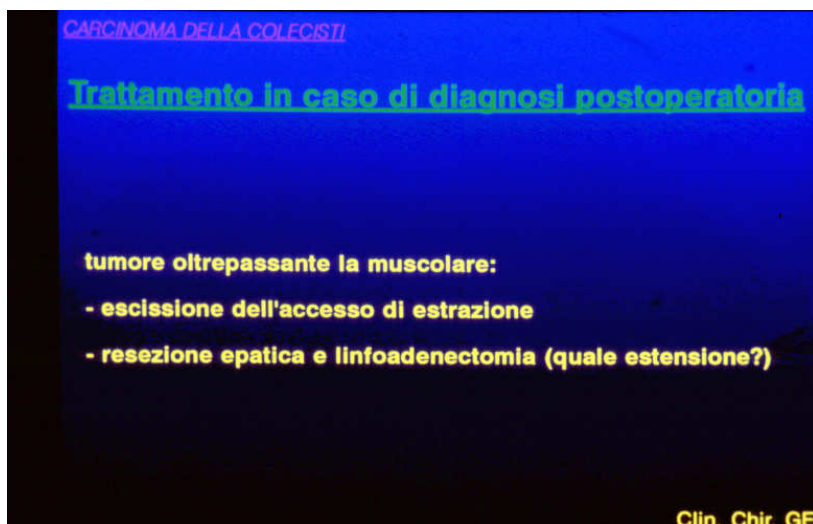 CARCINOMA DELLA COLECISTI
Trattamento in caso di diagnosi postoperatoria
tumore oltrepassante la muscolare:
- escissione dell'accesso di estrazione
- resezione epatica e linfoadenectomia (quale estensione?)
Clin. Chir. GE